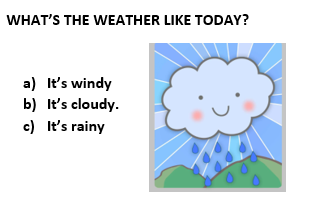 WHAT'S THE WEATHER LIKE TODAY?
a) It's windy
b) It's cloudy.
c) It's rainy